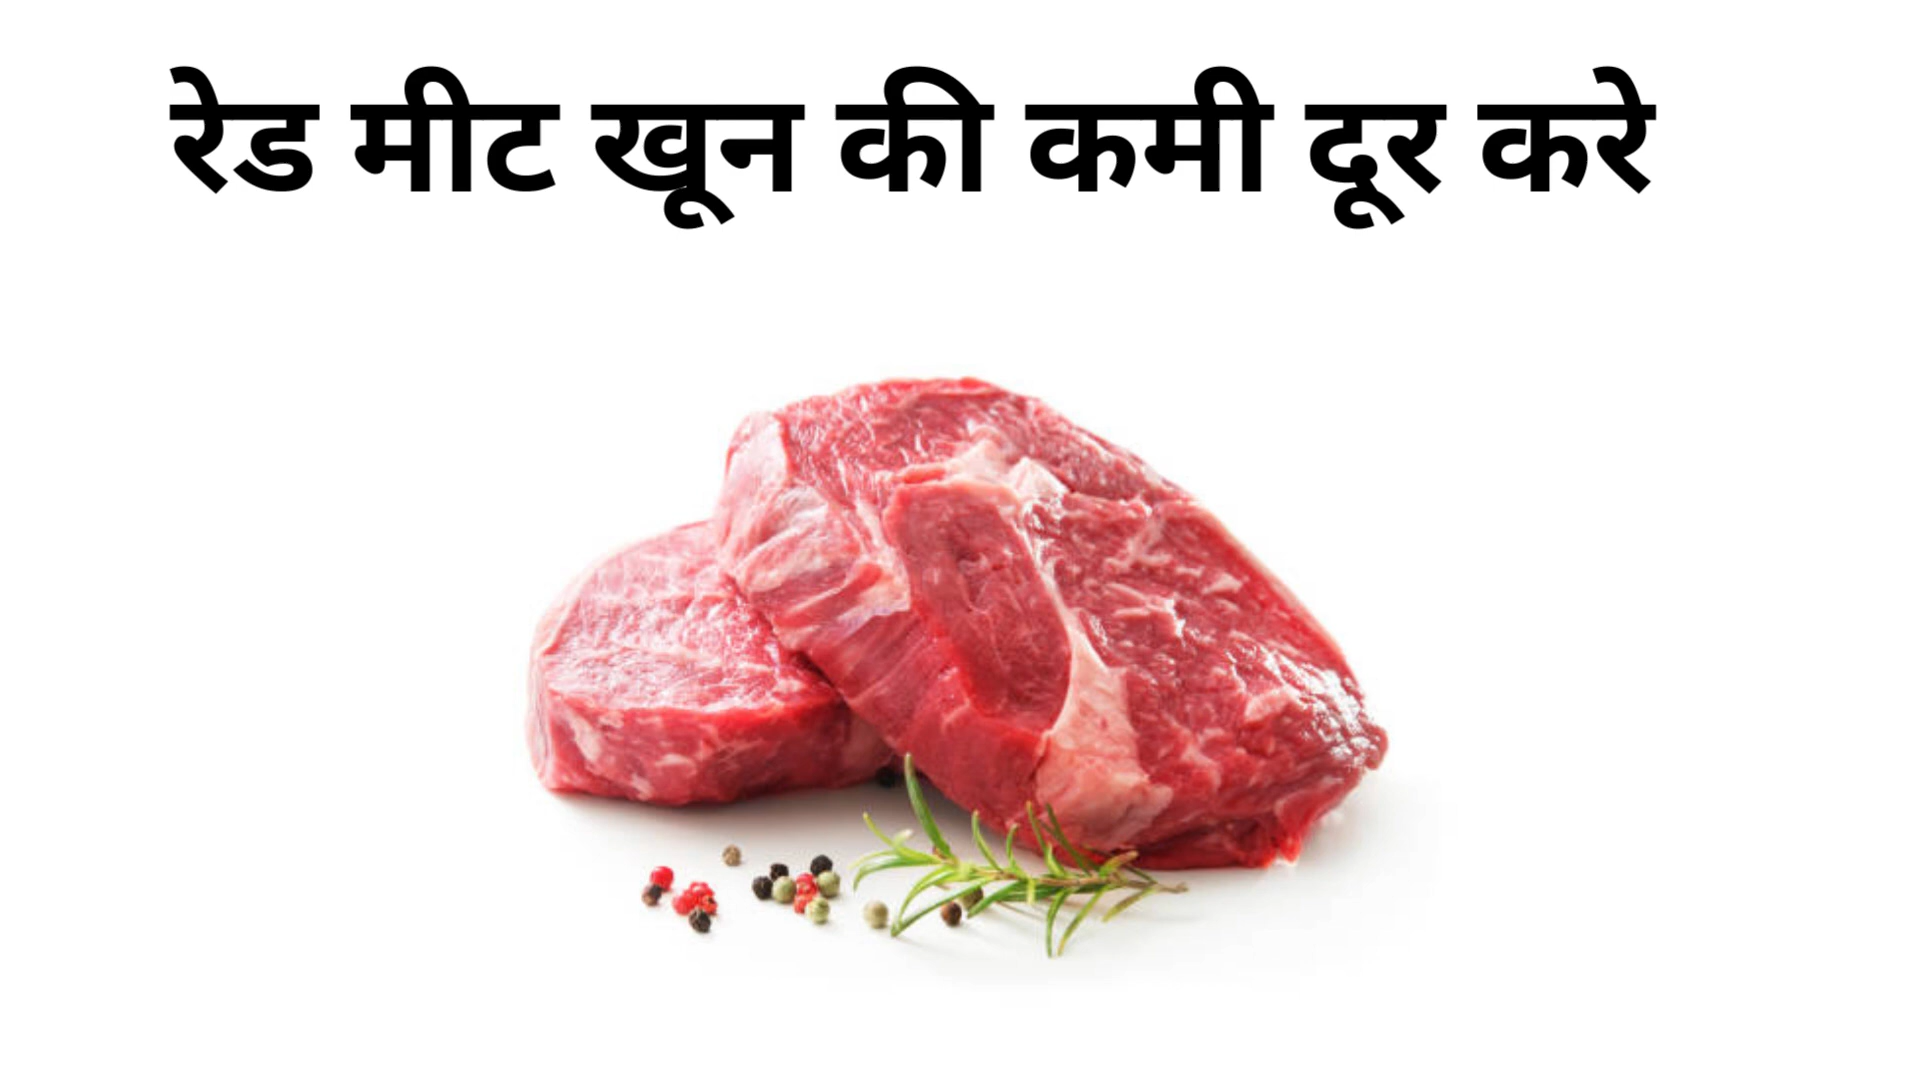 रेड मीट खून की कमी दूर करे